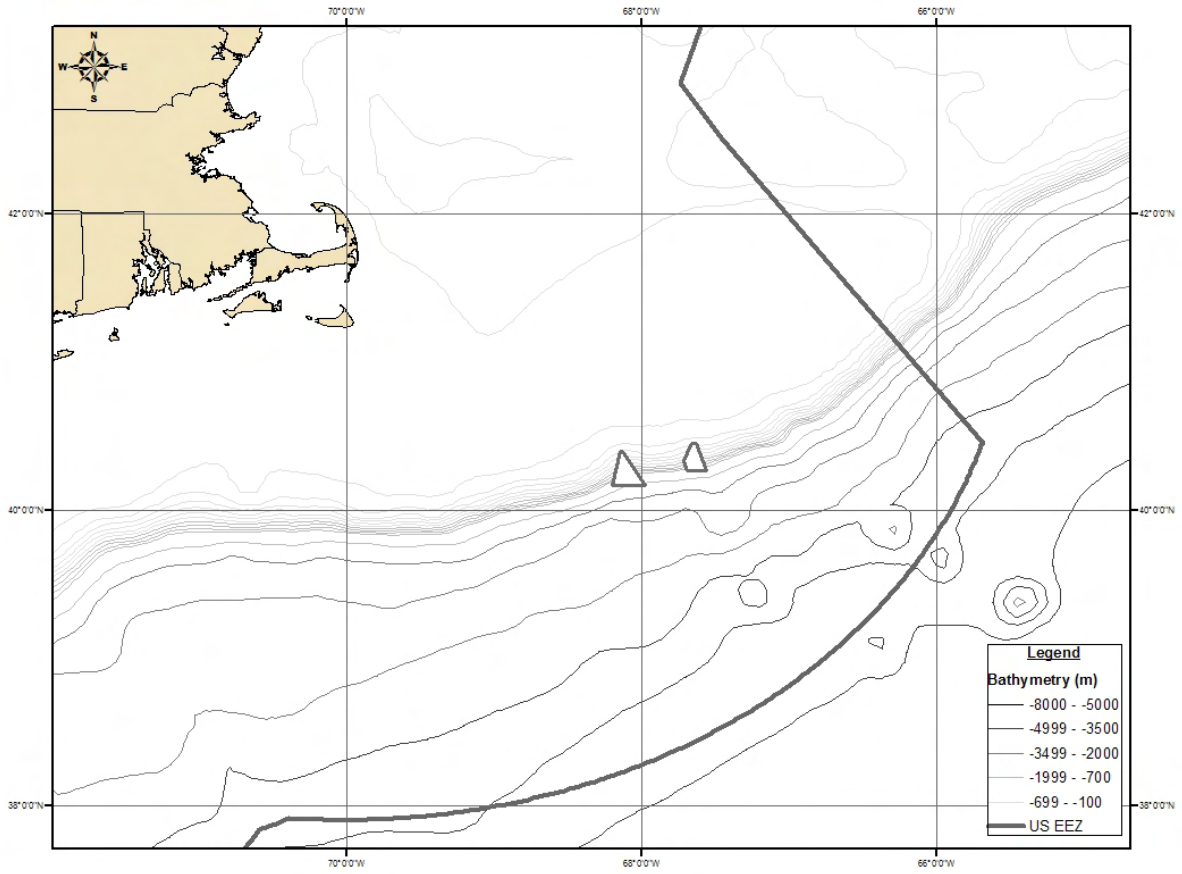 70°0'0"W 68°0'0"W 66°0'0"W
N
W E
S
42°0'0"N 42°0'0"N
40°0'0"N 40°0'0"N
Legend
Bathymetry (m)
-8000 - -5000
-4999 - -3500
-3499 - -2000
-1999 - -700
-699 - -100
US EEZ
38°0'0"N 38°0'0"N
70°0'0"W 68°0'0"W 66°0'0"W